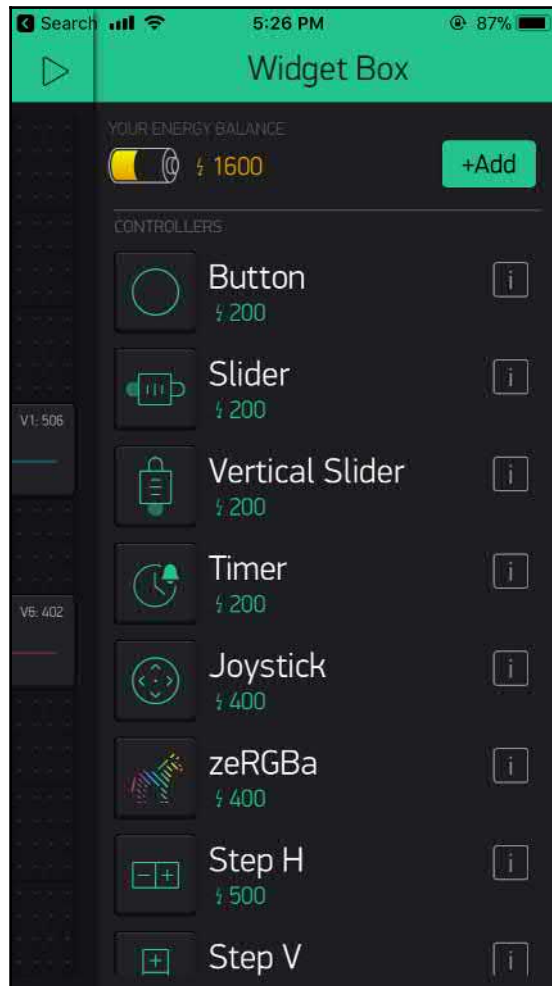 Search
5:26 PM
87%
Widget Box
YOUR ENERGY BALANCE
1600
+Add
CONTROLLERS
Button
200
Slider
200
V1: 506
Vertical Slider
200
Timer
200
V6: 402
Joystick
400
zeRGBa
400
Step H
500
Step V